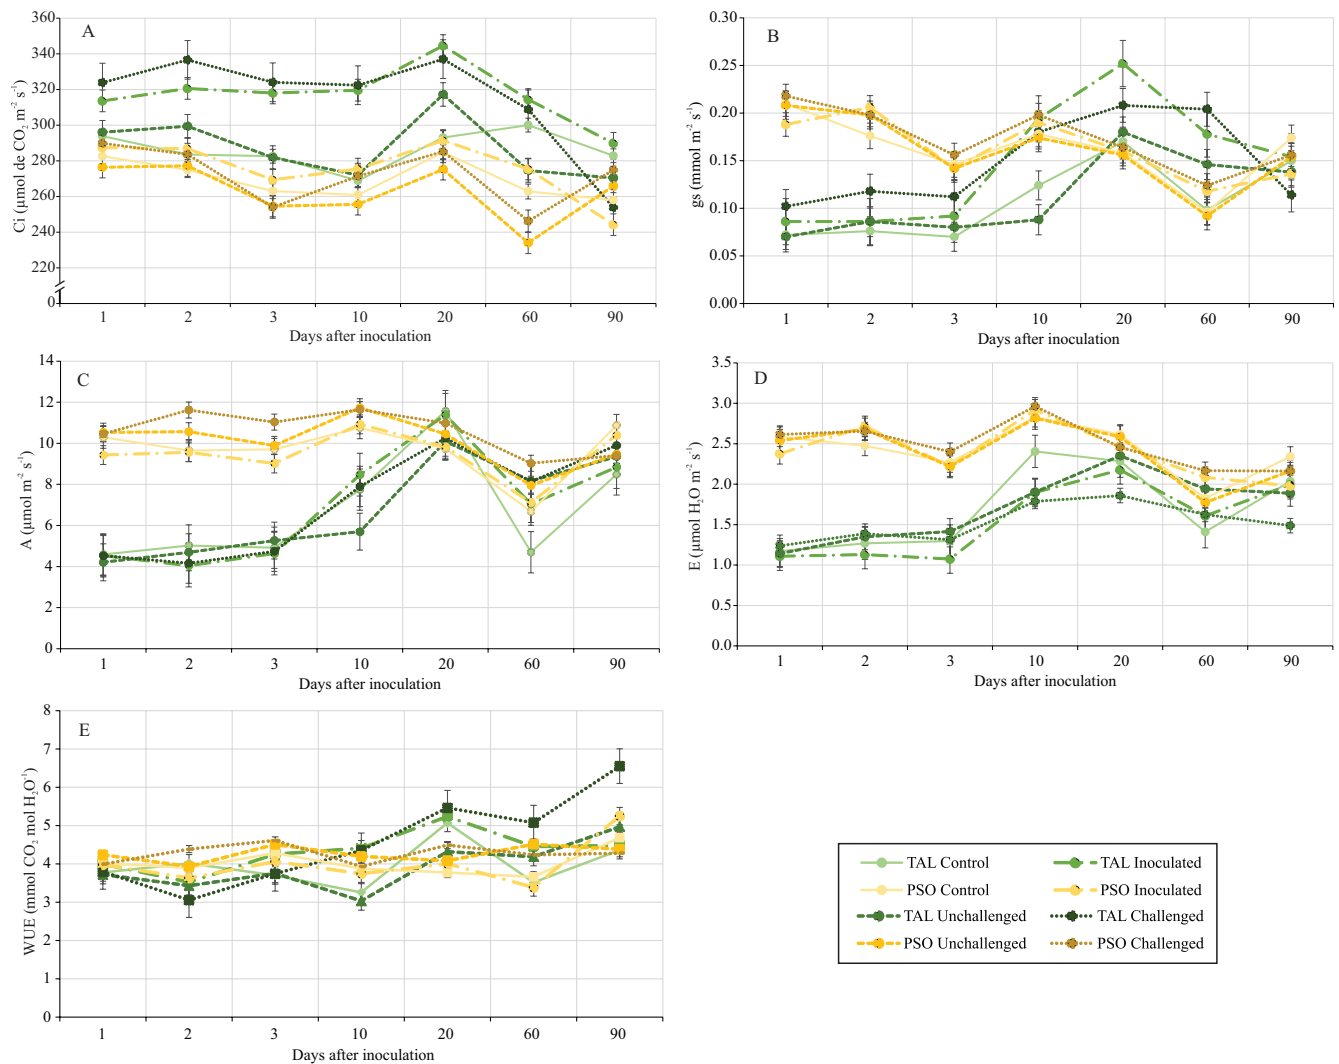 A
Ci (μmol de CO₂ m⁻² s⁻¹)
360
340
320
300
280
260
240
220
0
1 2 3 10 20 60 90
Days after inoculation
B
gs (mmol m⁻² s⁻¹)
0.30
0.25
0.20
0.15
0.10
0.05
0.00
1 2 3 10 20 60 90
Days after inoculation
C
A (μmol m⁻² s⁻¹)
14
12
10
8
6
4
2
0
1 2 3 10 20 60 90
Days after inoculation
D
E (μmol H₂O m⁻² s⁻¹)
3.5
3.0
2.5
2.0
1.5
1.0
0.5
0.0
1 2 3 10 20 60 90
Days after inoculation
E
WUE (mmol CO₂ mol H₂O⁻¹)
8
7
6
5
4
3
2
1
0
1 2 3 10 20 60 90
Days after inoculation
TAL Control TAL Inoculated
PSO Control PSO Inoculated
TAL Unchallenged TAL Challenged
PSO Unchallenged PSO Challenged